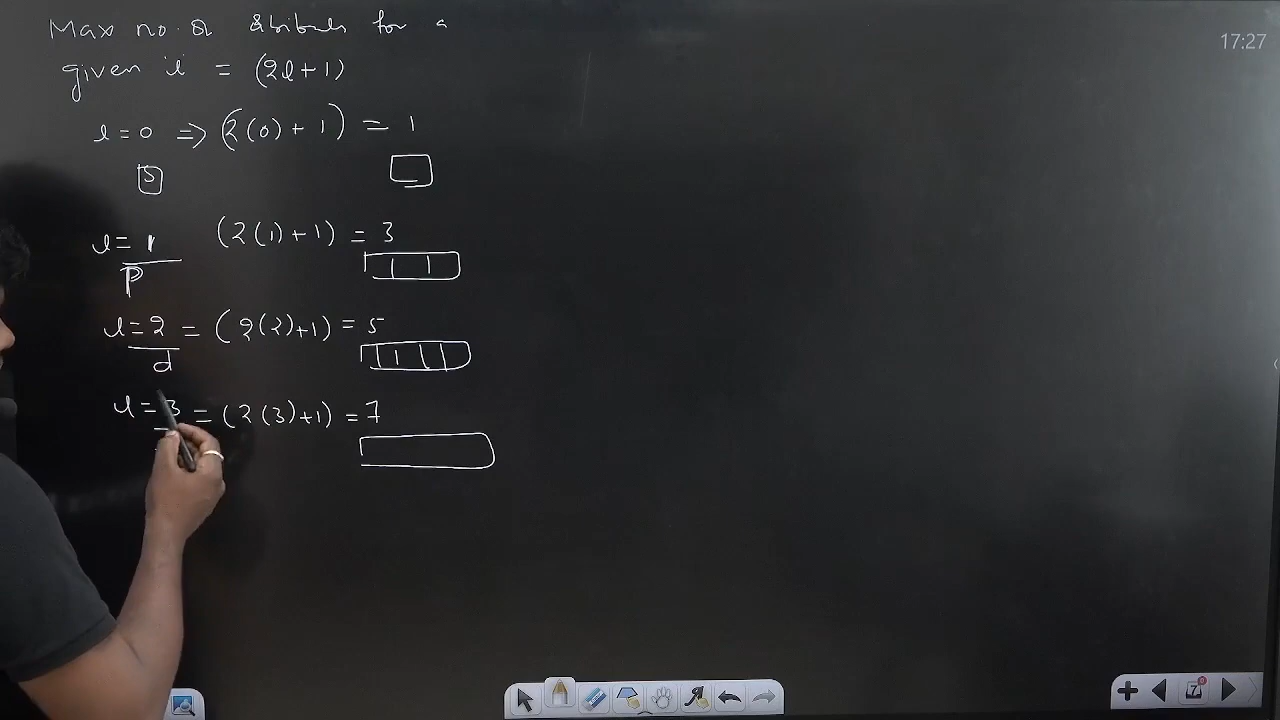 Max no. of orbitals for a
17:27
given 'l' = (2l+1)
l=0 => (2(0)+1) = 1
S
l=1 (2(1)+1) = 3
P
l=2 = (2(2)+1) = 5
d
l=3 = (2(3)+1) = 7
7